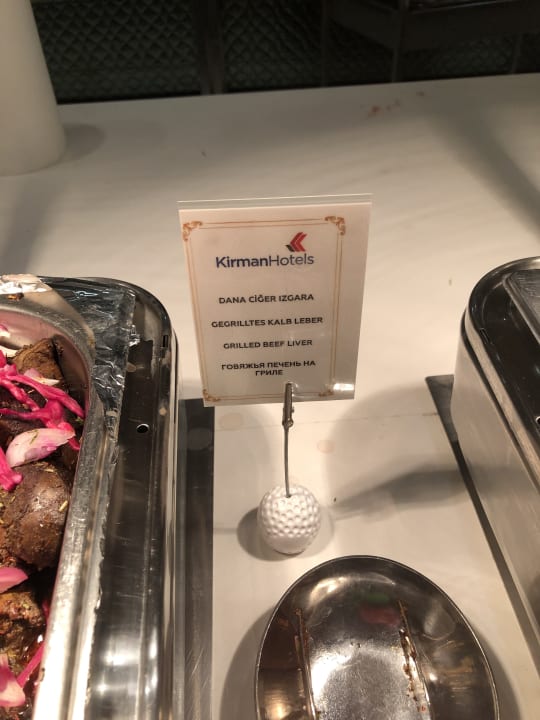 KirmanHotels
DANA CİĞER IZGARA
GEGRILLTES KALB LEBER
GRILLED BEEF LIVER
ГОВЯЖЬЯ ПЕЧЕНЬ НА
ГРИЛЕ